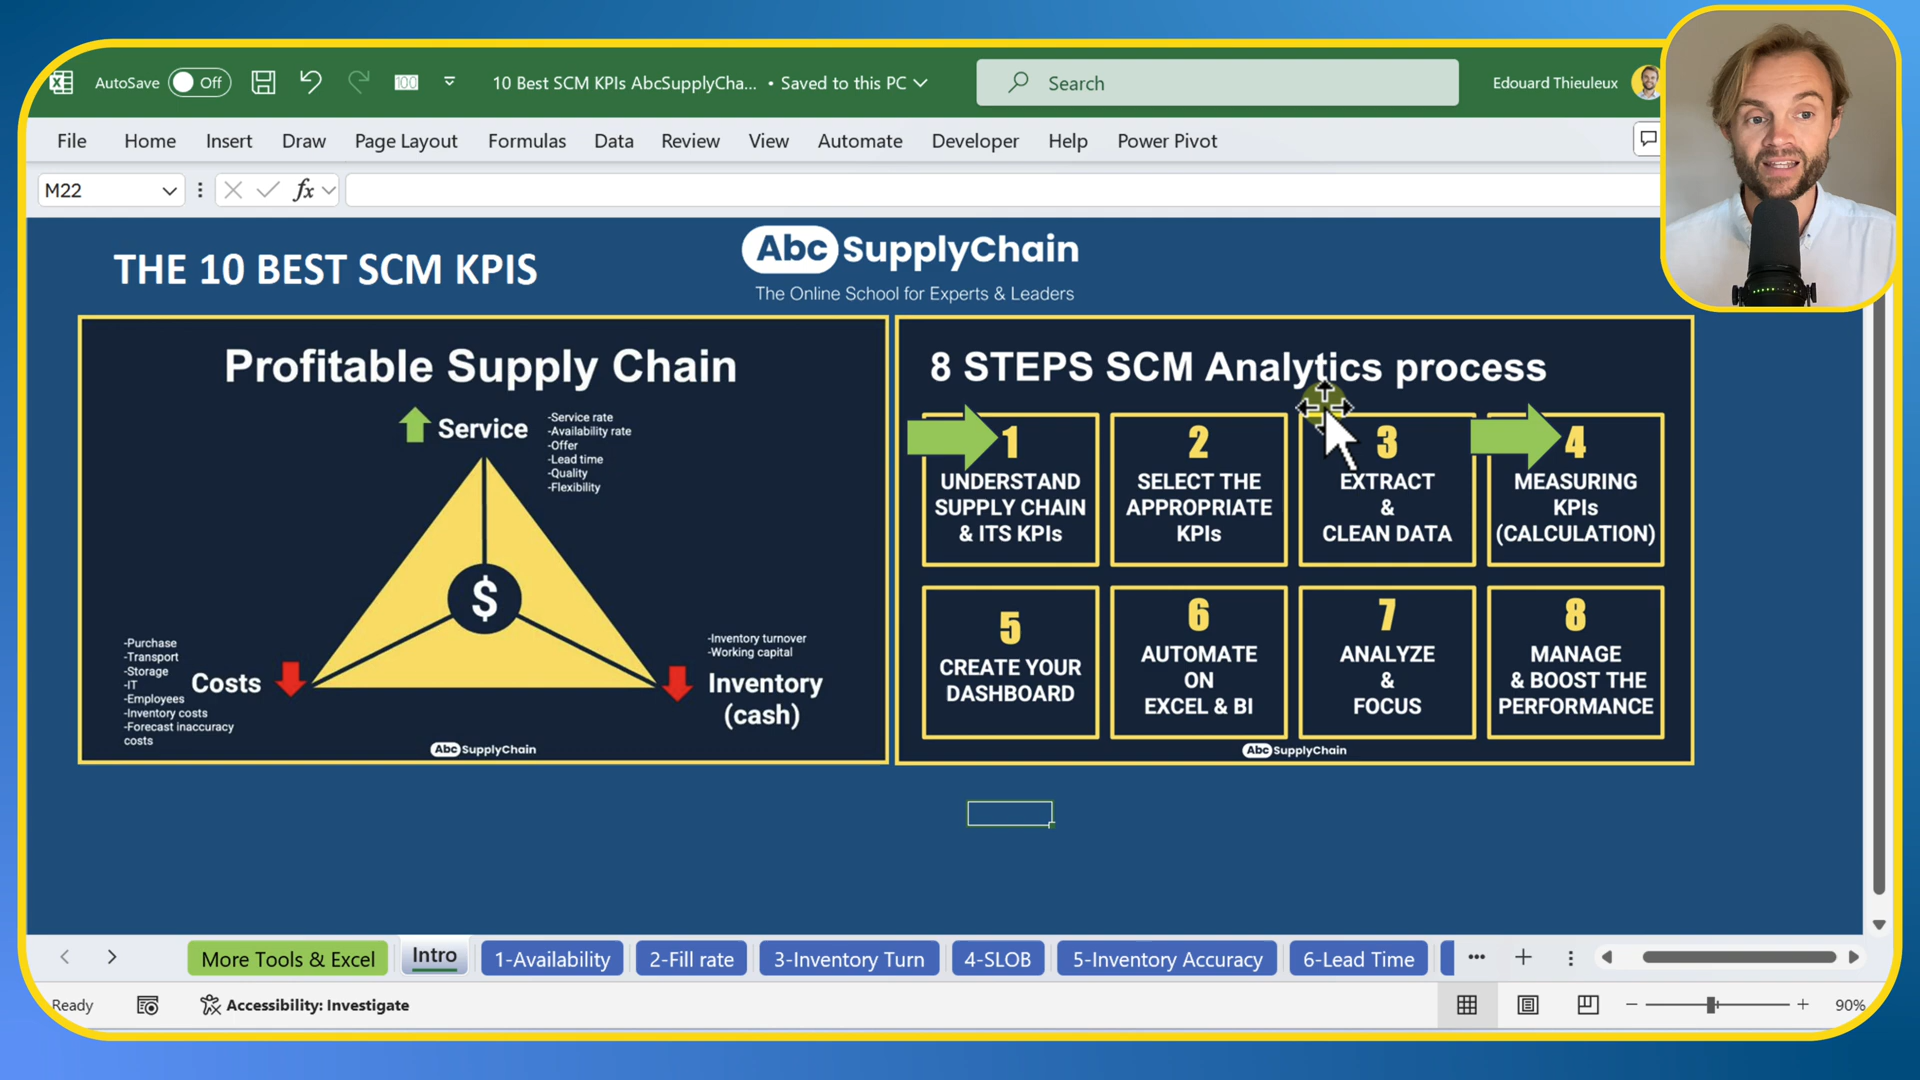 AutoSave
Off
10 Best SCM KPIs AbcSupplyCha... • Saved to this PC
Search
Edouard Thieuleux
File
Home
Insert
Draw
Page Layout
Formulas
Data
Review
View
Automate
Developer
Help
Power Pivot
M22
fx
THE 10 BEST SCM KPIS
Abc SupplyChain
The Online School for Experts & Leaders
Profitable Supply Chain
Service
-Service rate
-Availability rate
-Offer
-Lead time
-Quality
-Flexibility
$
-Purchase
-Transport
-Storage
-IT
-Employees
-Inventory costs
-Forecast inaccuracy
costs
Costs
-Inventory turnover
-Working capital
Inventory
(cash)
Abc SupplyChain
8 STEPS SCM Analytics process
1
UNDERSTAND
SUPPLY CHAIN
& ITS KPIs
2
SELECT THE
APPROPRIATE
KPIs
3
EXTRACT
&
CLEAN DATA
4
MEASURING
KPIs
(CALCULATION)
5
CREATE YOUR
DASHBOARD
6
AUTOMATE
ON
EXCEL & BI
7
ANALYZE
&
FOCUS
8
MANAGE
& BOOST THE
PERFORMANCE
Abc SupplyChain
More Tools & Excel
Intro
1-Availability
2-Fill rate
3-Inventory Turn
4-SLOB
5-Inventory Accuracy
6-Lead Time
Ready
Accessibility: Investigate
90%